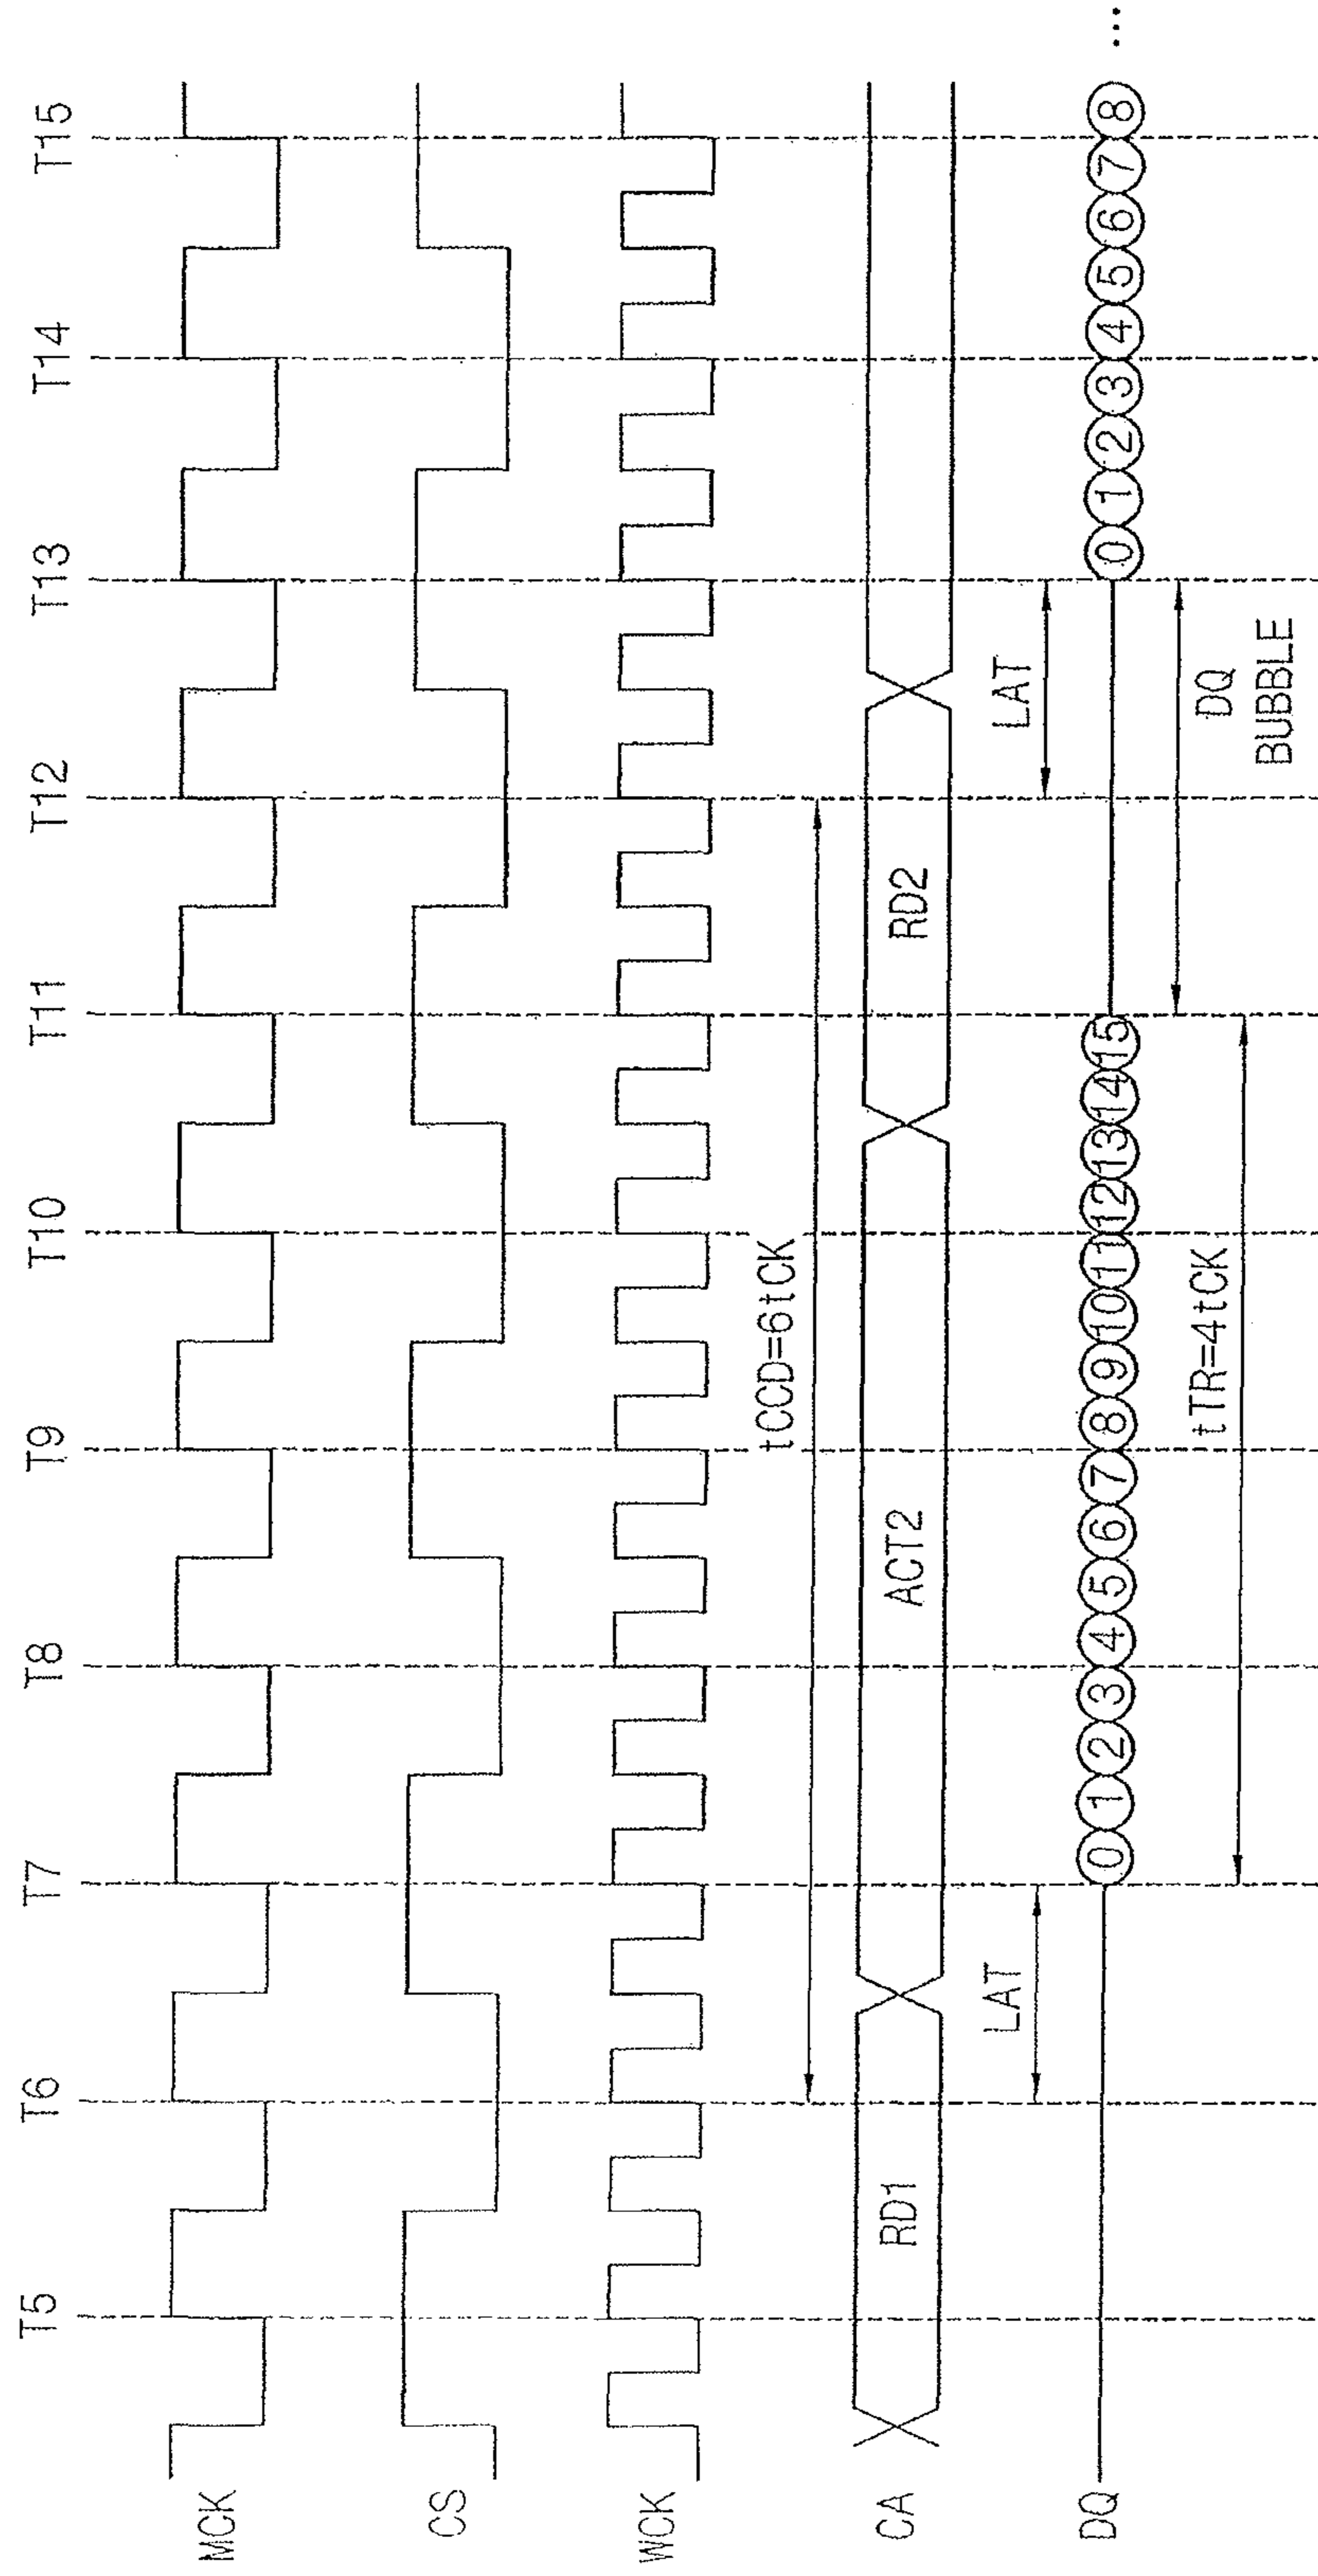 T5 T6 T7 T8 T9 T10 T11 T12 T13 T14 T15
MCK
CS
WCK
tCCD=6tCK
CA RD1 ACT2 RD2
LAT LAT
DQ 0 1 2 3 4 5 6 7 8 9 10 11 12 13 14 15 0 1 2 3 4 5 6 7 8 ...
DQ
BUBBLE
tTR=4tCK